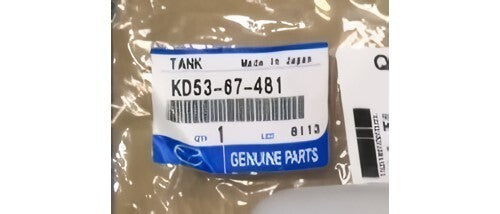 TANK Made in Japan
KD53-67-481
QTY 1 8113
GENUINE PARTS
Q